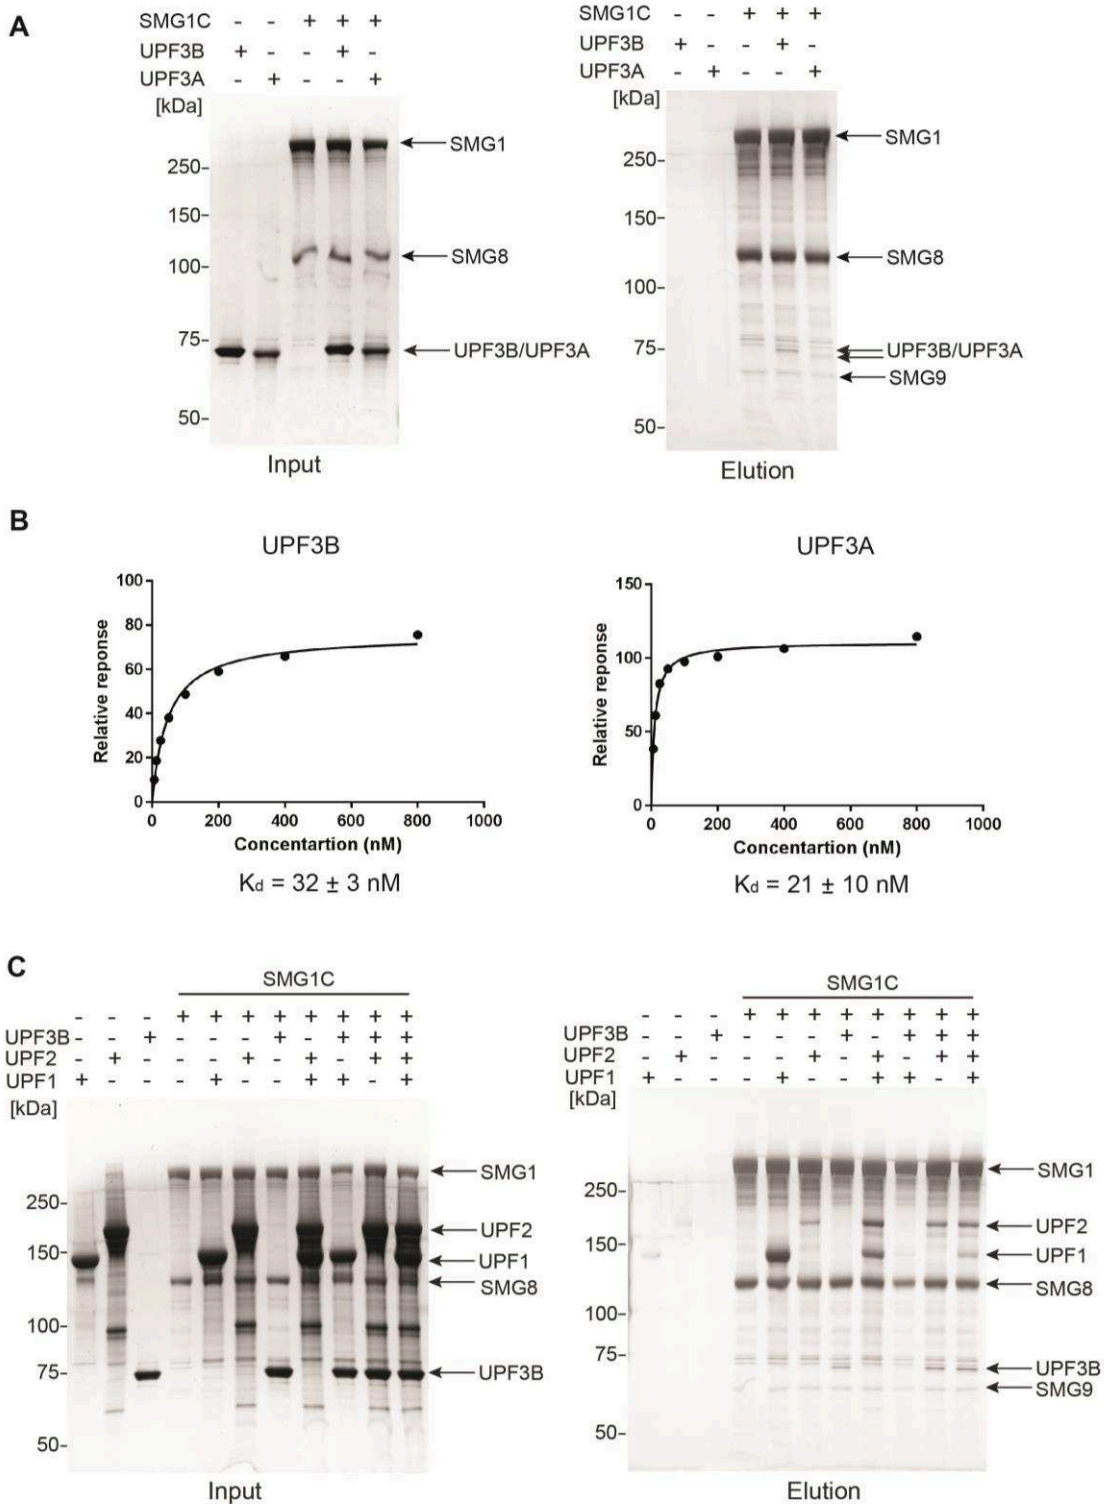 A
SMG1C - - + + +
UPF3B + - - + -
UPF3A - + - - +
[kDa]
250-
150-
100-
75-
50-
SMG1
SMG8
UPF3B/UPF3A
Input
SMG1C - - + + +
UPF3B + - - + -
UPF3A - + - - +
[kDa]
250-
150-
100-
75-
50-
SMG1
SMG8
UPF3B/UPF3A
SMG9
Elution
B
UPF3B
Relative reponse
100
80
60
40
20
0
0 200 400 600 800 1000
Concentartion (nM)
Kd = 32 ± 3 nM
UPF3A
Relative reponse
150
100
50
0
0 200 400 600 800 1000
Concentartion (nM)
Kd = 21 ± 10 nM
C
SMG1C
- - - + + + + + + + +
UPF3B - - + - - - + - + + +
UPF2 - + - - - + - + - + +
UPF1 + - - - + - - + + - +
[kDa]
250-
150-
100-
75-
50-
SMG1
UPF2
UPF1
SMG8
UPF3B
Input
SMG1C
- - - + + + + + + + +
UPF3B - - + - - - + - + + +
UPF2 - + - - - + - + - + +
UPF1 + - - - + - - + + - +
[kDa]
250-
150-
100-
75-
50-
SMG1
UPF2
UPF1
SMG8
UPF3B
SMG9
Elution